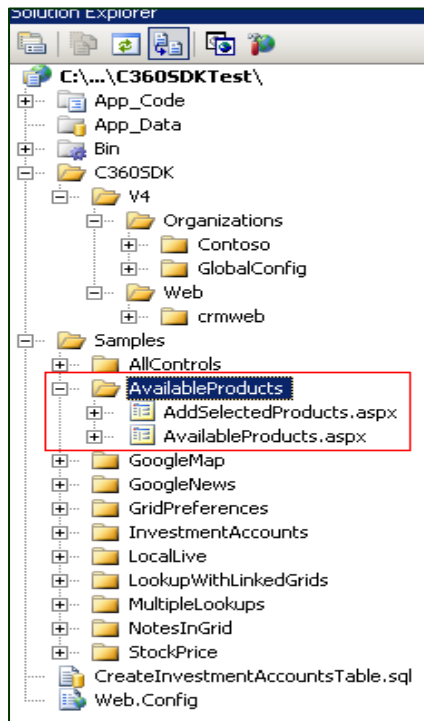 Solution Explorer
C:\...\C360SDKTest\
App_Code
App_Data
Bin
C360SDK
V4
Organizations
Contoso
GlobalConfig
Web
crmweb
Samples
AllControls
AvailableProducts
AddSelectedProducts.aspx
AvailableProducts.aspx
GoogleMap
GoogleNews
GridPreferences
InvestmentAccounts
LocalLive
LookupWithLinkedGrids
MultipleLookups
NotesInGrid
StockPrice
CreateInvestmentAccountsTable.sql
Web.Config